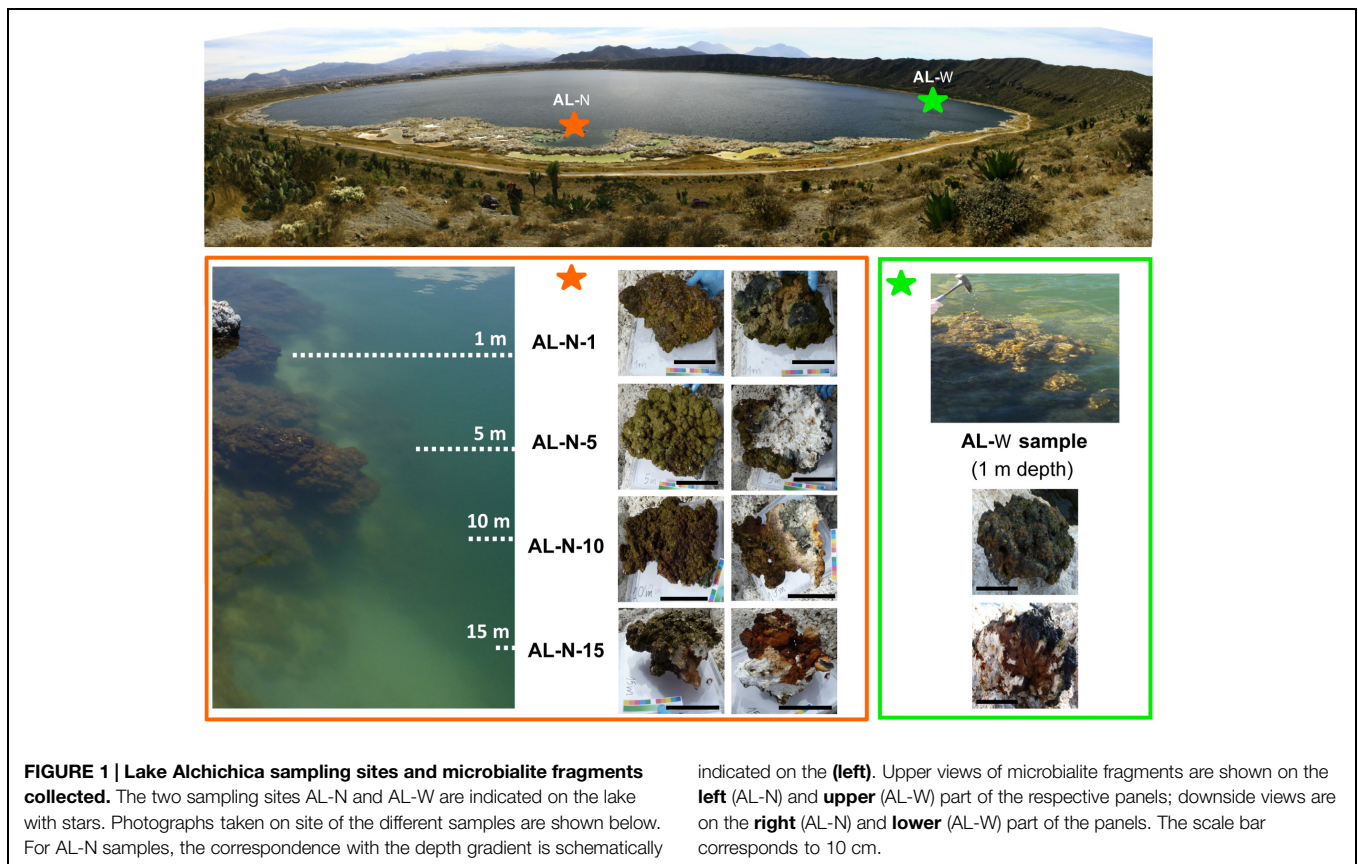 AL-N
AL-W
1 m
AL-N-1
5 m
AL-N-5
10 m
AL-N-10
15 m
AL-N-15
AL-W sample
(1 m depth)
FIGURE 1 | Lake Alchichica sampling sites and microbialite fragments
collected. The two sampling sites AL-N and AL-W are indicated on the lake
with stars. Photographs taken on site of the different samples are shown below.
For AL-N samples, the correspondence with the depth gradient is schematically
indicated on the (left). Upper views of microbialite fragments are shown on the
left (AL-N) and upper (AL-W) part of the respective panels; downside views are
on the right (AL-N) and lower (AL-W) part of the panels. The scale bar
corresponds to 10 cm.